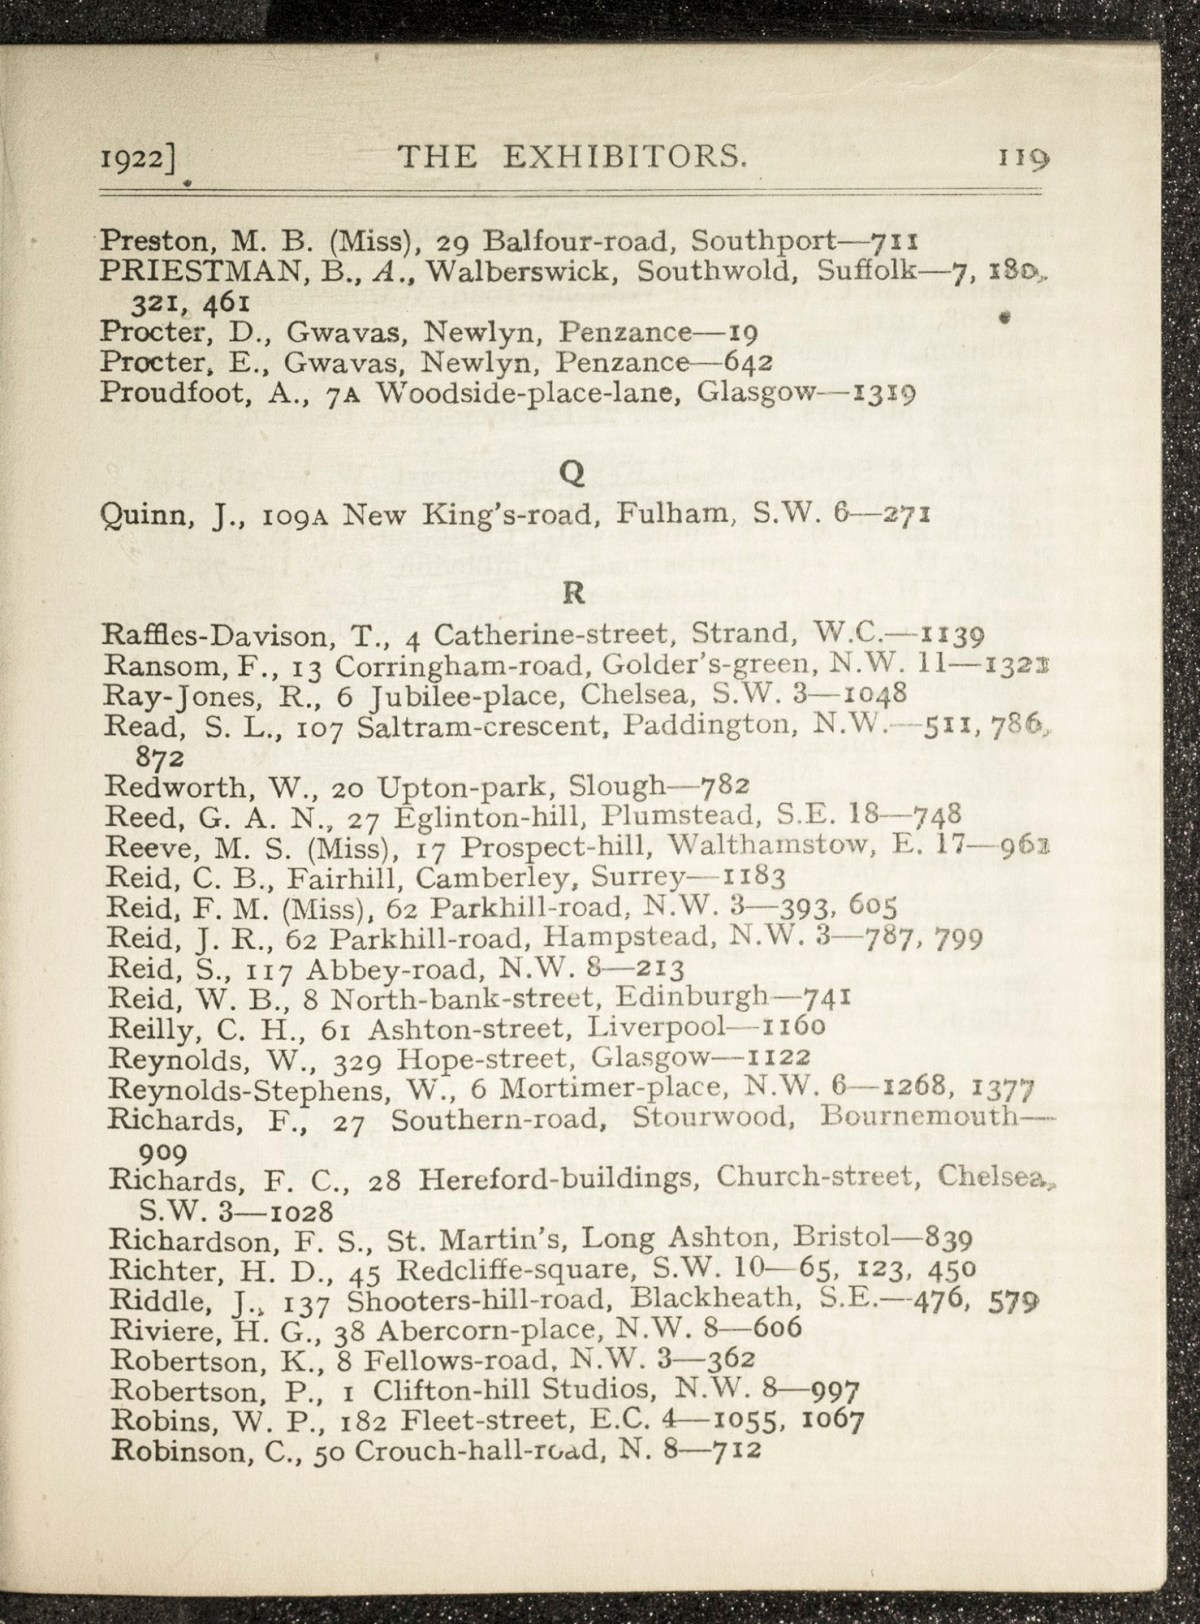 1922] THE EXHIBITORS. 119
Preston, M. B. (Miss), 29 Balfour-road, Southport—711
PRIESTMAN, B., A., Walberswick, Southwold, Suffolk—7, 180,
321, 461
Procter, D., Gwavas, Newlyn, Penzance—19
Procter, E., Gwavas, Newlyn, Penzance—642
Proudfoot, A., 7A Woodside-place-lane, Glasgow—1319
Q
Quinn, J., 109A New King's-road, Fulham, S.W. 6—271
R
Raffles-Davison, T., 4 Catherine-street, Strand, W.C.—1139
Ransom, F., 13 Corringham-road, Golder's-green, N.W. 11—1321
Ray-Jones, R., 6 Jubilee-place, Chelsea, S.W. 3—1048
Read, S. L., 107 Saltram-crescent, Paddington, N.W.—511, 786,
872
Redworth, W., 20 Upton-park, Slough—782
Reed, G. A. N., 27 Eglinton-hill, Plumstead, S.E. 18—748
Reeve, M. S. (Miss), 17 Prospect-hill, Walthamstow, E. 17—961
Reid, C. B., Fairhill, Camberley, Surrey—1183
Reid, F. M. (Miss), 62 Parkhill-road, N.W. 3—393, 605
Reid, J. R., 62 Parkhill-road, Hampstead, N.W. 3—787, 799
Reid, S., 117 Abbey-road, N.W. 8—213
Reid, W. B., 8 North-bank-street, Edinburgh—741
Reilly, C. H., 61 Ashton-street, Liverpool—1160
Reynolds, W., 329 Hope-street, Glasgow—1122
Reynolds-Stephens, W., 6 Mortimer-place, N.W. 6—1268, 1377
Richards, F., 27 Southern-road, Stourwood, Bournemouth—
909
Richards, F. C., 28 Hereford-buildings, Church-street, Chelsea,
S.W. 3—1028
Richardson, F. S., St. Martin's, Long Ashton, Bristol—839
Richter, H. D., 45 Redcliffe-square, S.W. 10—65, 123, 450
Riddle, J., 137 Shooters-hill-road, Blackheath, S.E.—476, 579
Riviere, H. G., 38 Abercorn-place, N.W. 8—606
Robertson, K., 8 Fellows-road, N.W. 3—362
Robertson, P., 1 Clifton-hill Studios, N.W. 8—997
Robins, W. P., 182 Fleet-street, E.C. 4—1055, 1067
Robinson, C., 50 Crouch-hall-road, N. 8—712